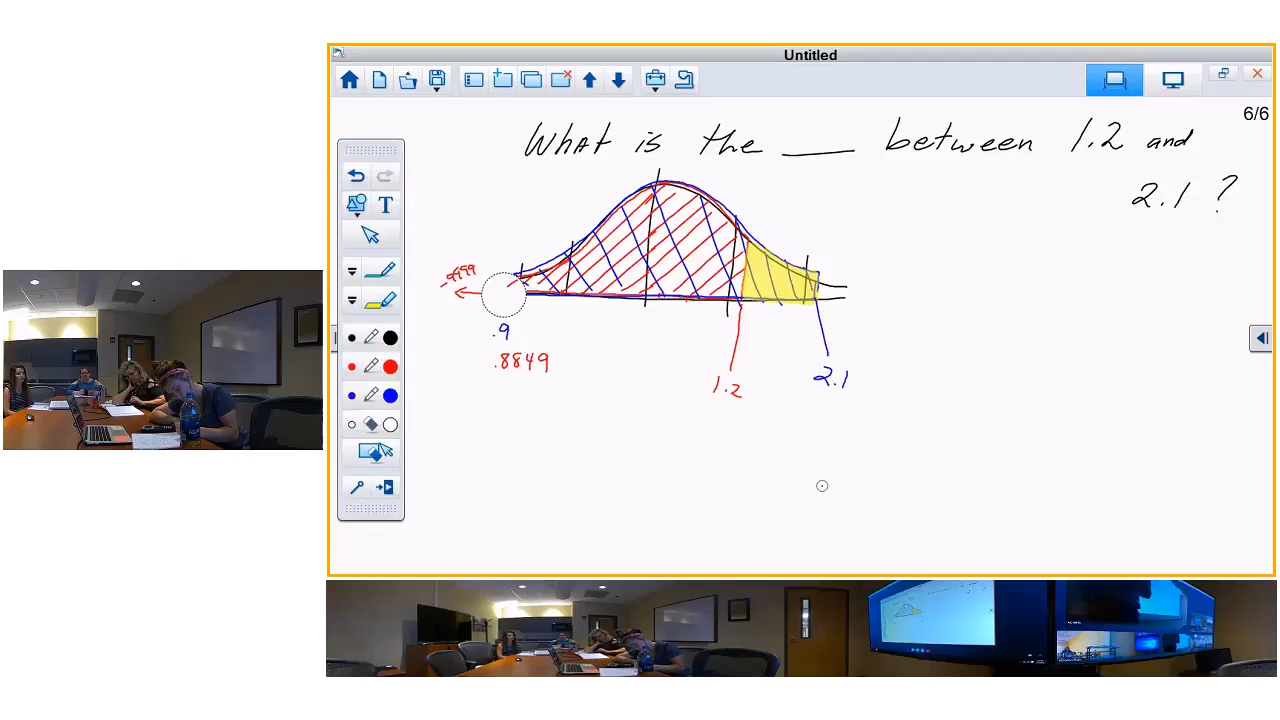 Untitled
6/6
What is the ___ between 1.2 and
2.1 ?
-9999
.9
.8849
1.2
2.1
T